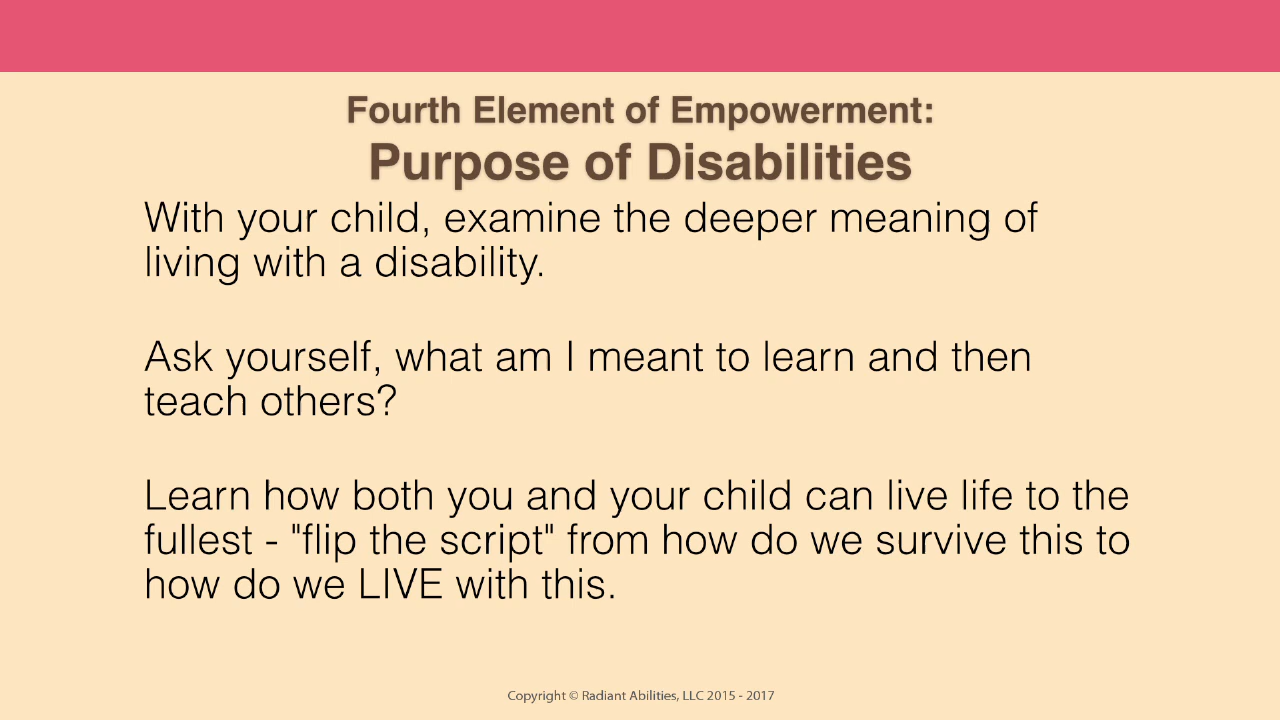 Fourth Element of Empowerment:
Purpose of Disabilities
With your child, examine the deeper meaning of
living with a disability.
Ask yourself, what am I meant to learn and then
teach others?
Learn how both you and your child can live life to the
fullest - "flip the script" from how do we survive this to
how do we LIVE with this.
Copyright © Radiant Abilities, LLC 2015 - 2017